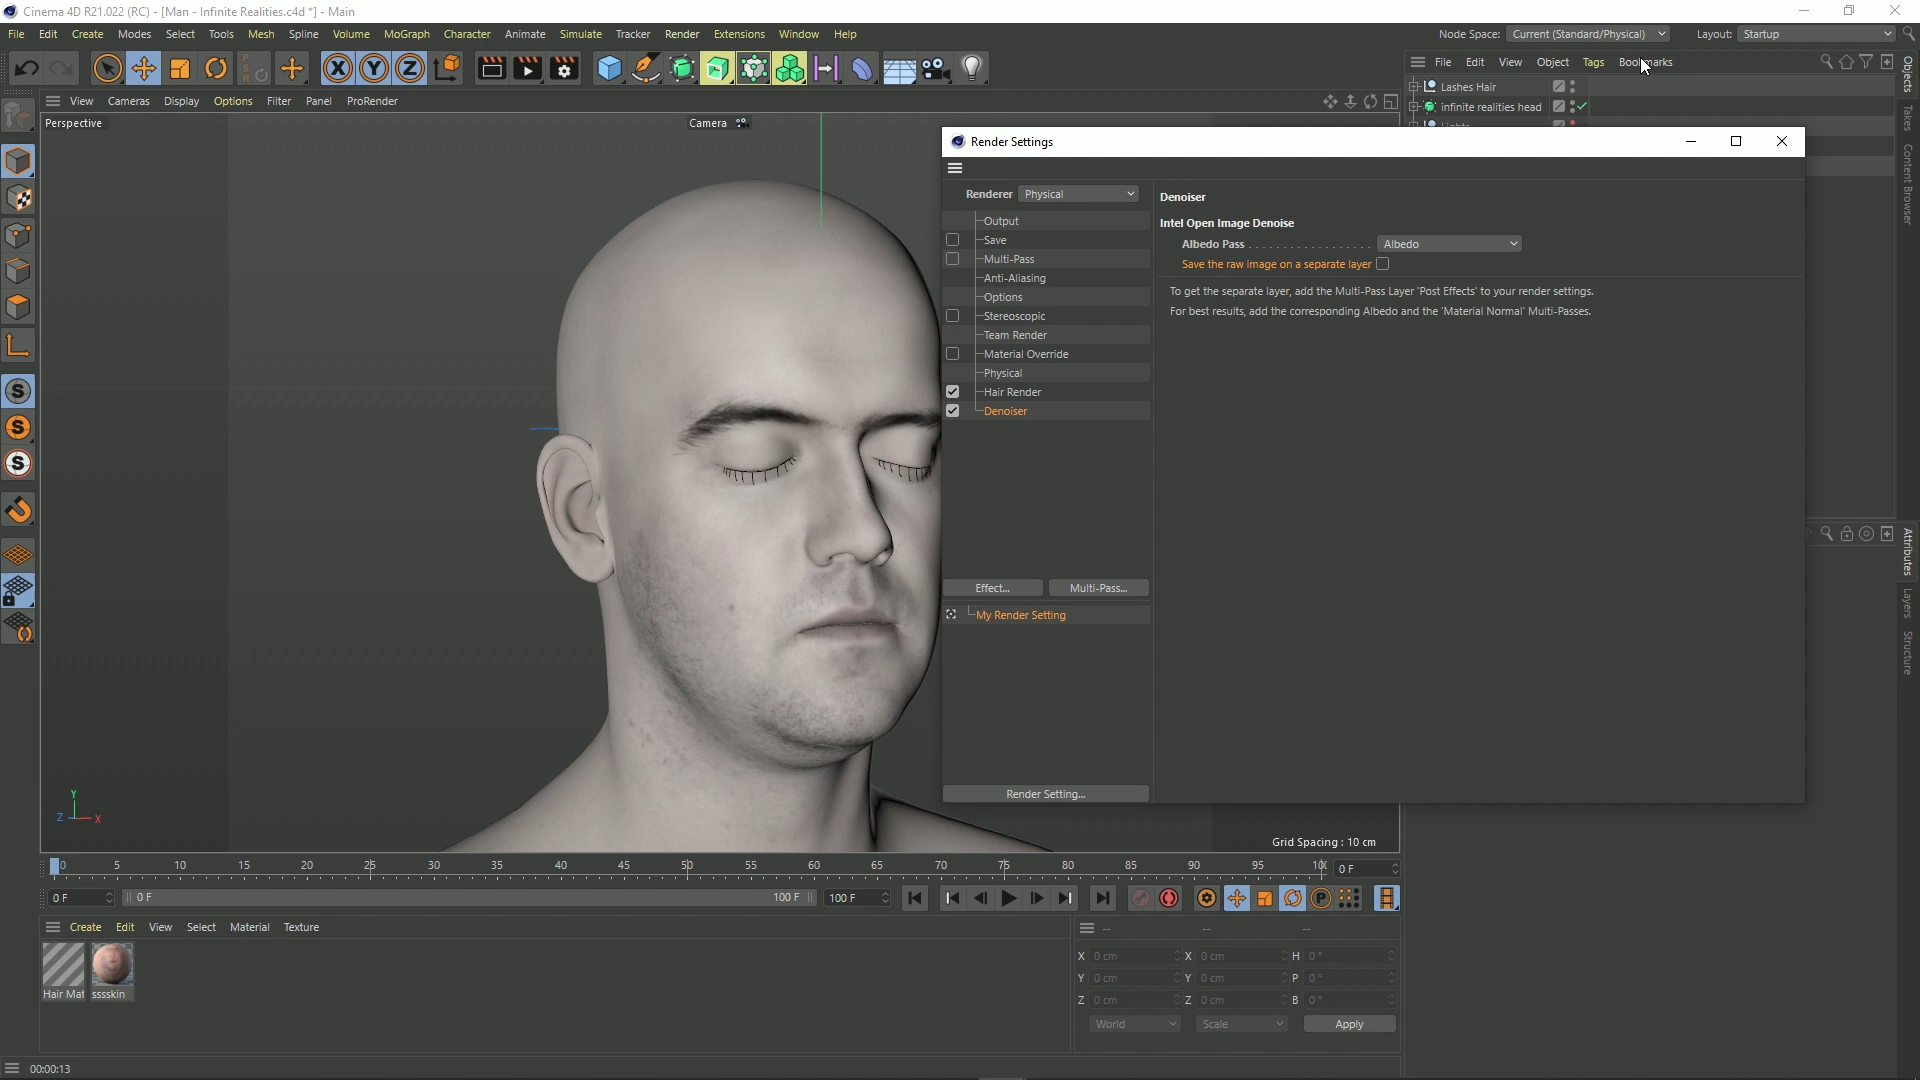 Cinema 4D R21.022 (RC) - [Man - Infinite Realities.c4d *] - Main
File Edit Create Modes Select Tools Mesh Spline Volume MoGraph Character Animate Simulate Tracker Render Extensions Window Help
Node Space: Current (Standard/Physical) Layout: Startup
File Edit View Object Tags Bookmarks
Lashes Hair
infinite realities head
Objects
Takes
Content Browser
View Cameras Display Options Filter Panel ProRender
Perspective
Camera
Render Settings
Renderer Physical
Output
Save
Multi-Pass
Anti-Aliasing
Options
Stereoscopic
Team Render
Material Override
Physical
Hair Render
Denoiser
Effect... Multi-Pass...
My Render Setting
Render Setting...
Denoiser
Intel Open Image Denoise
Albedo Pass . . . . . . . . . . . . . . . . . . Albedo
Save the raw image on a separate layer
To get the separate layer, add the Multi-Pass Layer 'Post Effects' to your render settings.
For best results, add the corresponding Albedo and the 'Material Normal' Multi-Passes.
Attributes
Layers
Structure
Y
Z X
Grid Spacing : 10 cm
0 5 10 15 20 25 30 35 40 45 50 55 60 65 70 75 80 85 90 95 0 F
0 F 0 F 100 F 100 F
Create Edit View Select Material Texture
Hair Mat sssskin
-- -- --
X 0 cm X 0 cm H 0 °
Y 0 cm Y 0 cm P 0 °
Z 0 cm Z 0 cm B 0 °
World Scale Apply
00:00:13